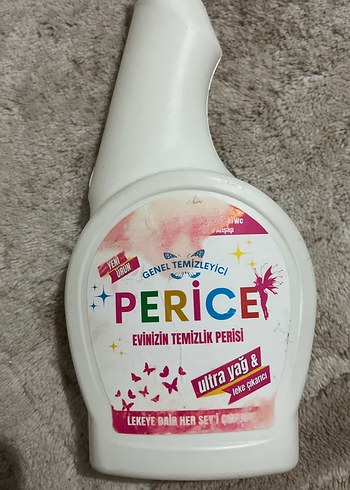 YENİ
ÜRÜN
GENEL TEMİZLEYİCİ
PERİCE
EVİNİZİN TEMİZLİK PERİSİ
ultra yağ &
leke çıkarıcı
LEKEYE DAİR HER ŞEY'İ